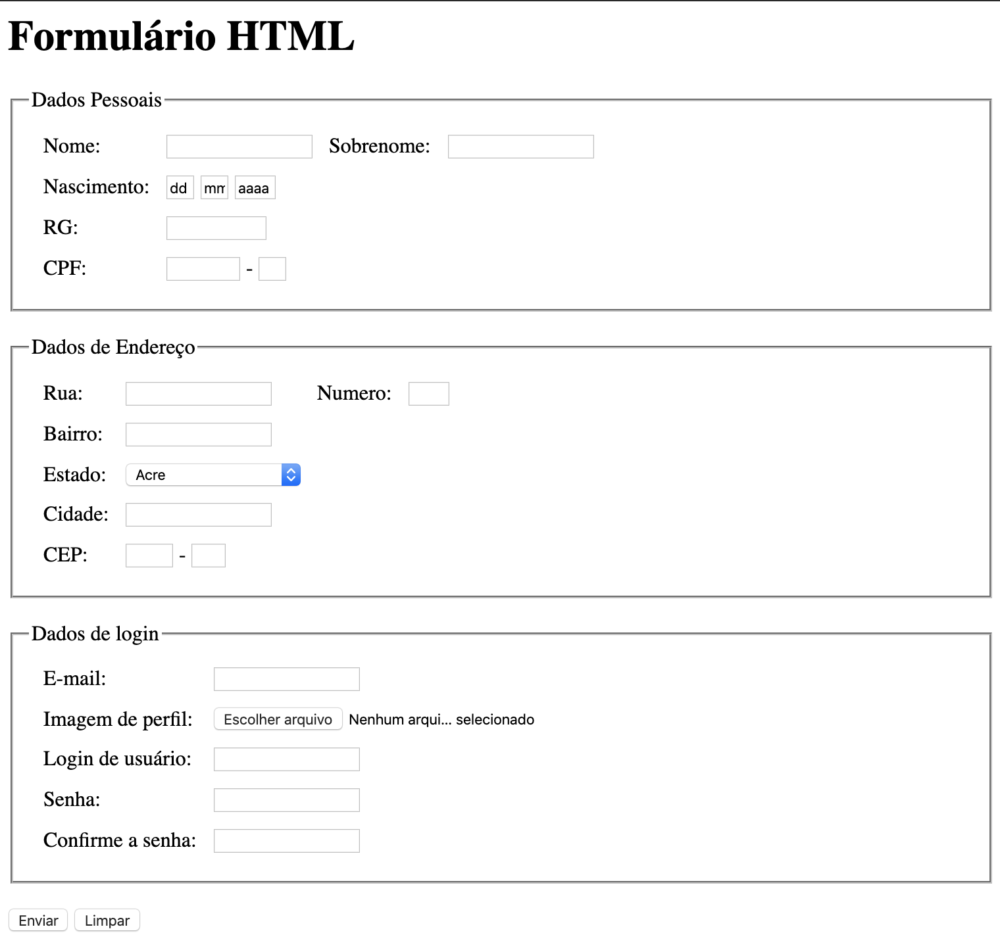 Formulário HTML
Dados Pessoais
Nome: Sobrenome:
Nascimento: dd mm aaaa
RG:
CPF: -
Dados de Endereço
Rua: Numero:
Bairro:
Estado: Acre
Cidade:
CEP: -
Dados de login
E-mail:
Imagem de perfil: Escolher arquivo Nenhum arqui... selecionado
Login de usuário:
Senha:
Confirme a senha:
Enviar Limpar